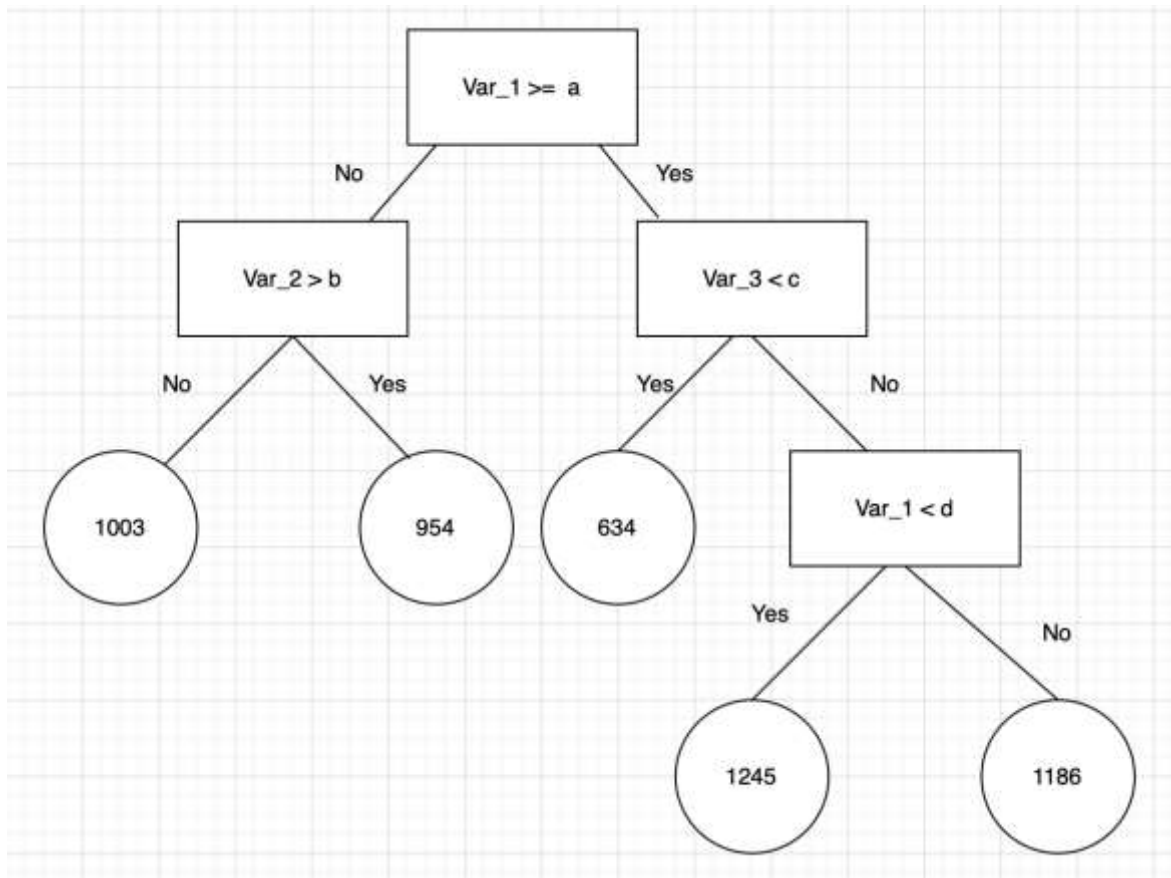 Var_1 >= a
No
Yes
Var_2 > b
Var_3 < c
No
Yes
Yes
No
1003
954
634
Var_1 < d
Yes
No
1245
1186